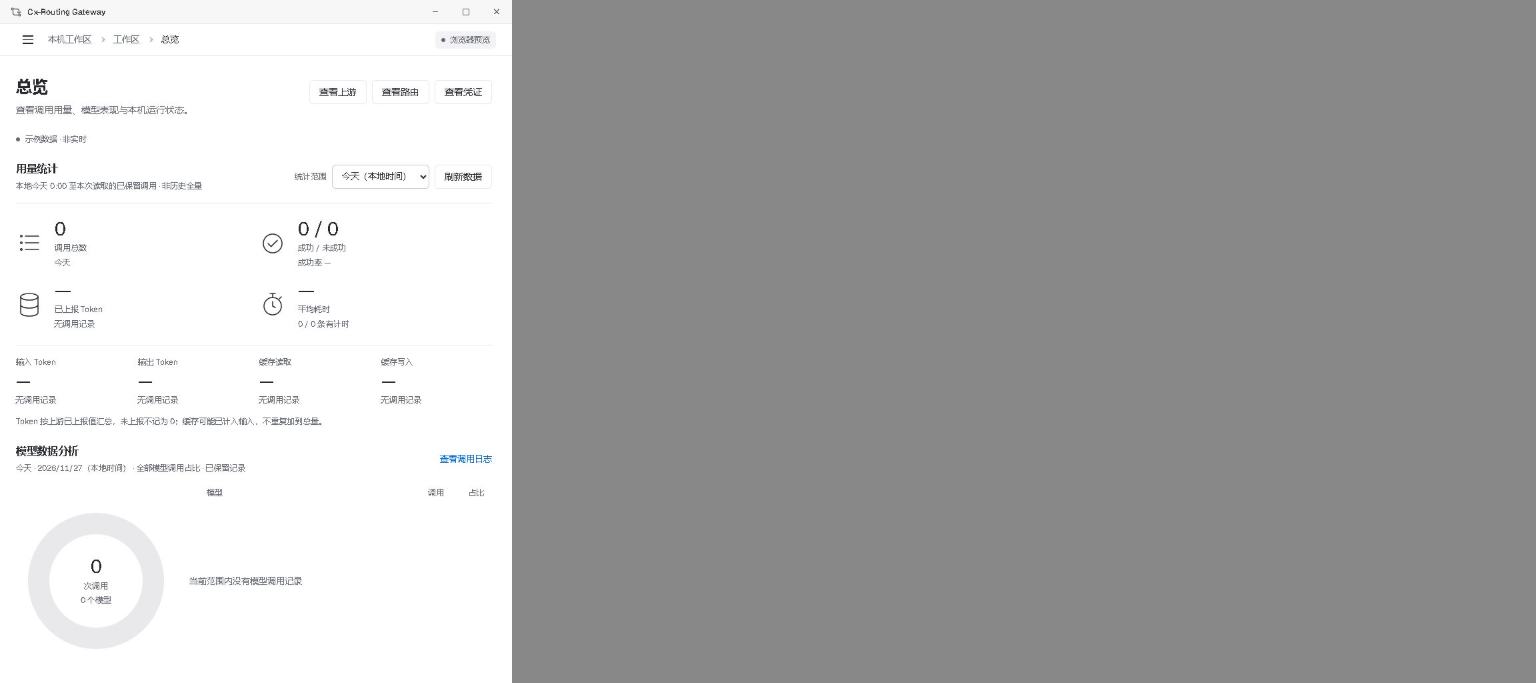 Cx-Routing Gateway
本机工作区 › 工作区 › 总览
浏览器预览
总览
查看上游
查看路由
查看凭证
查看调用用量、模型表现与本机运行状态。
示例数据 · 非实时
用量统计
本地今天 0:00 至本次读取的已保留调用 · 非历史全量
统计范围
今天（本地时间）
刷新数据
0
调用总数
今天
0 / 0
成功 / 未成功
成功率 —
—
已上报 Token
无调用记录
—
平均耗时
0 / 0 条有计时
输入 Token
—
无调用记录
输出 Token
—
无调用记录
缓存读取
—
无调用记录
缓存写入
—
无调用记录
Token 按上游已上报值汇总，未上报不记为 0；缓存可能已计入输入，不重复加到总量。
模型数据分析
今天 · 2026/11/27（本地时间） · 全部模型调用占比 · 已保留记录
查看调用日志
模型 调用 占比
0
次调用
0 个模型
当前范围内没有模型调用记录